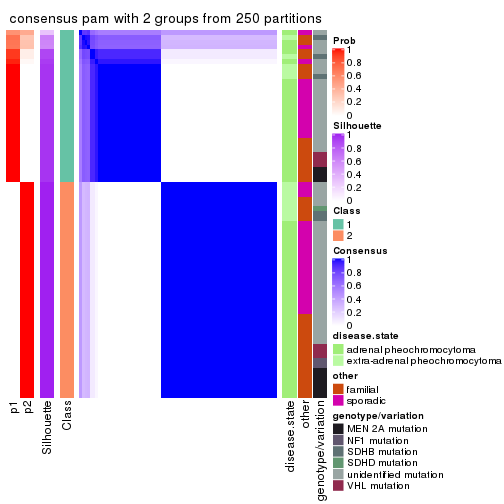 consensus pam with 2 groups from 250 partitions
Prob
1
0.8
0.6
0.4
0.2
0
Silhouette
1
0.8
0.6
0.4
0.2
0
Class
1
2
Consensus
1
0.8
0.6
0.4
0.2
0
disease.state
adrenal pheochromocytoma
extra-adrenal pheochromocytoma
other
familial
sporadic
genotype/variation
MEN 2A mutation
NF1 mutation
SDHB mutation
SDHD mutation
unidentified mutation
VHL mutation
p1
p2
Silhouette
Class
disease.state
other
genotype/variation